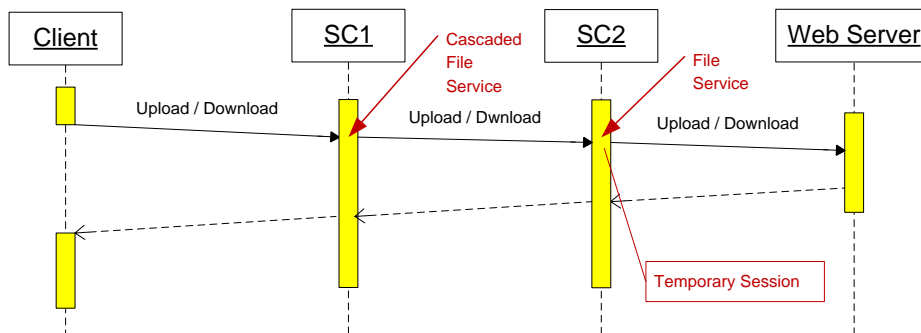 Client
SC1
SC2
Web Server
Cascaded
File
Service
File
Service
Upload / Download
Upload / Dwnload
Upload / Download
Temporary Session